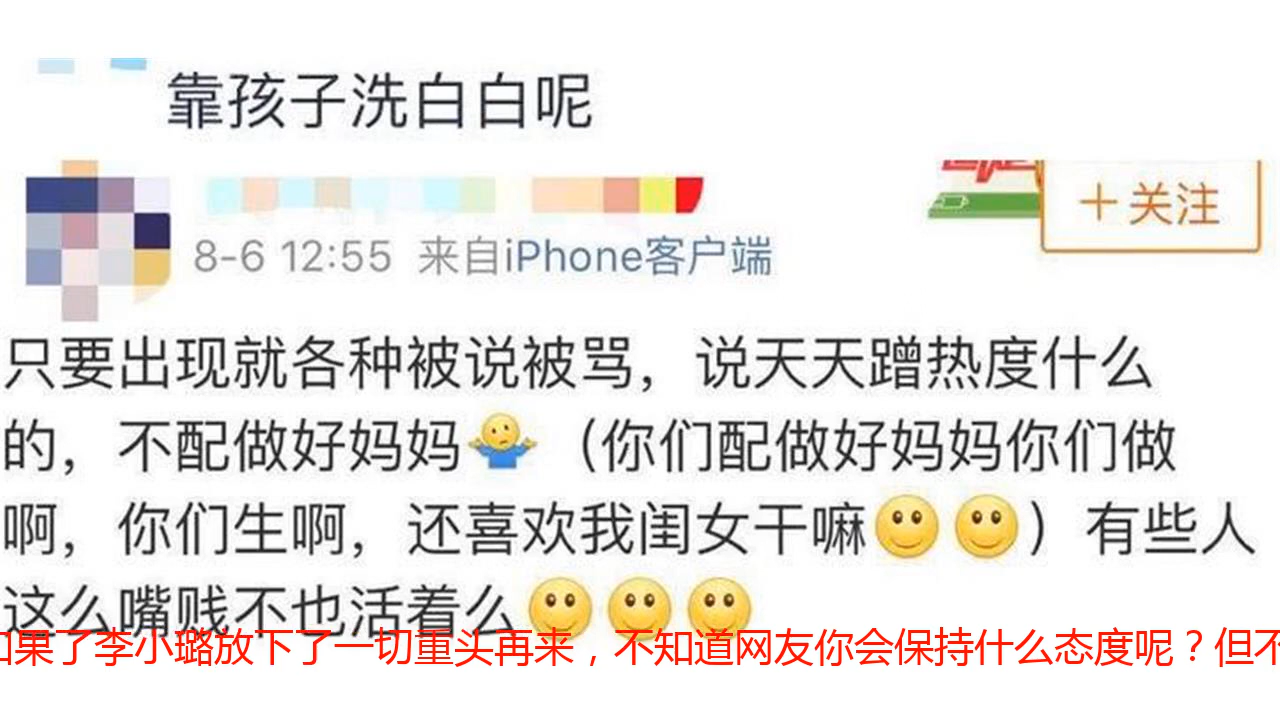 靠孩子洗白白呢
+关注
8-6 12:55 来自iPhone客户端
只要出现就各种被说被骂，说天天蹭热度什么
的，不配做好妈妈（你们配做好妈妈你们做
啊，你们生啊，还喜欢我闺女干嘛）有些人
这么嘴贱不也活着么
如果了李小璐放下了一切重头再来，不知道网友你会保持什么态度呢？但不